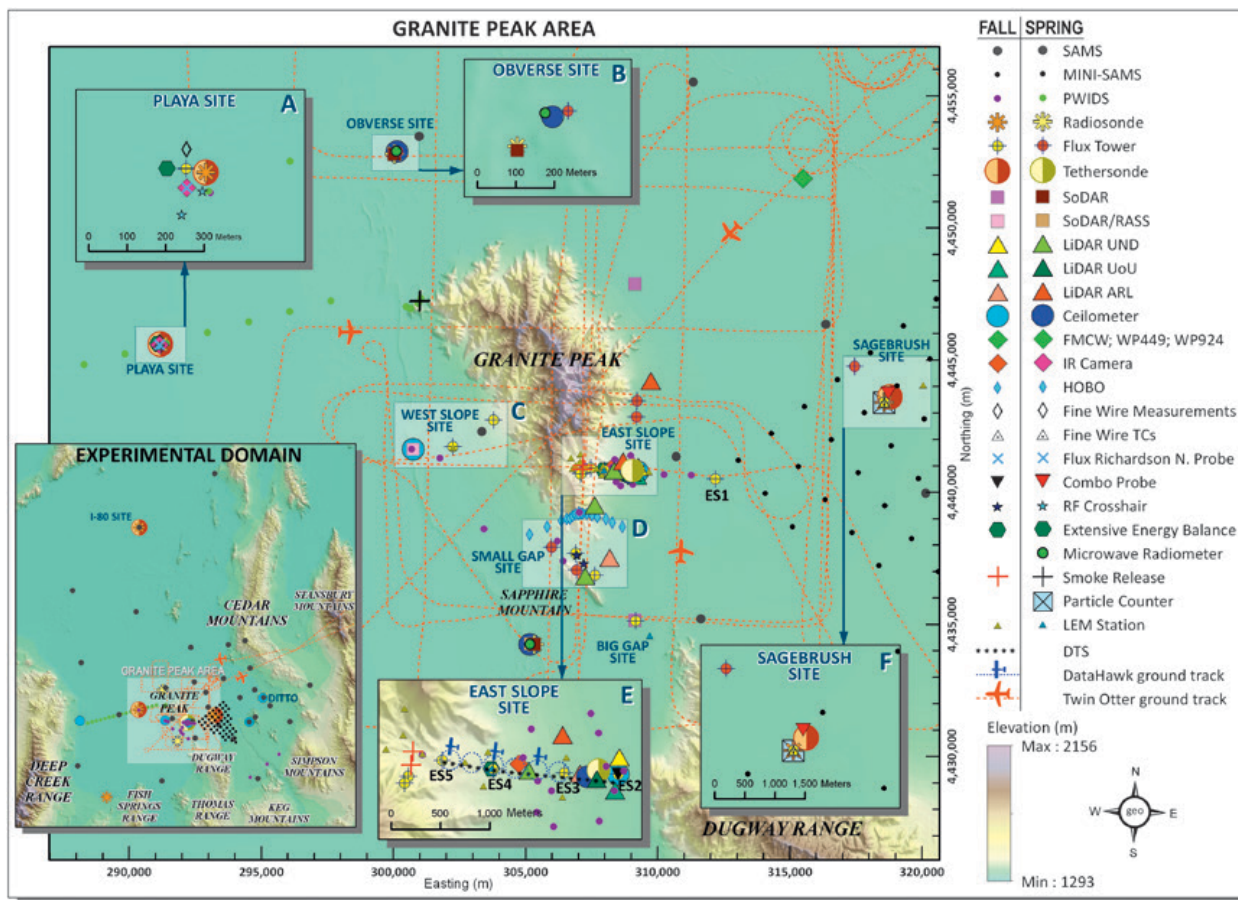 GRANITE PEAK AREA
PLAYA SITE
A
0 100 200 300 Meters
OBVERSE SITE
OBVERSE SITE
B
0 100 200 Meters
PLAYA SITE
GRANITE PEAK
WEST SLOPE
SITE
C
EAST SLOPE
SITE
ES1
SAGEBRUSH
SITE
D
SMALL GAP
SITE
SAPPHIRE
MOUNTAIN
BIG GAP
SITE
EXPERIMENTAL DOMAIN
I-80 SITE
CEDAR
MOUNTAINS
STANSBURY
MOUNTAINS
GRANITE PEAK AREA
GRANITE
PEAK
DITTO
DUGWAY
RANGE
SIMPSON
MOUNTAINS
DEEP
CREEK RANGE
FISH
SPRINGS
RANGE
THOMAS
RANGE
KEG
MOUNTAINS
EAST SLOPE
SITE
E
ES5
ES4
ES3
ES2
0 500 1,000 Meters
SAGEBRUSH
SITE
F
0 500 1,000 1,500 Meters
DUGWAY RANGE
290,000 295,000 300,000 305,000 310,000 315,000 320,000
Easting (m)
4,455,000
4,450,000
4,445,000
4,440,000
4,435,000
4,430,000
Northing (m)
FALL SPRING
SAMS
MINI-SAMS
PWIDS
Radiosonde
Flux Tower
Tethersonde
SoDAR
SoDAR/RASS
LiDAR UND
LiDAR UoU
LiDAR ARL
Ceilometer
FMCW; WP449; WP924
IR Camera
HOBO
Fine Wire Measurements
Fine Wire TCs
Flux Richardson N. Probe
Combo Probe
RF Crosshair
Extensive Energy Balance
Microwave Radiometer
Smoke Release
Particle Counter
LEM Station
DTS
DataHawk ground track
Twin Otter ground track
Elevation (m)
Max : 2156
Min : 1293
N
W geo E
S